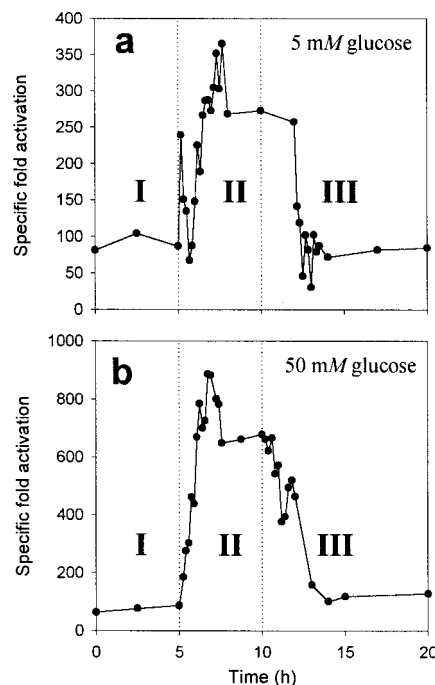 a
5 mM glucose
Specific fold activation
400
350
300
250
200
150
100
50
0
I
II
III
b
50 mM glucose
Specific fold activation
1000
800
600
400
200
0
I
II
III
0
5
10
15
20
Time (h)